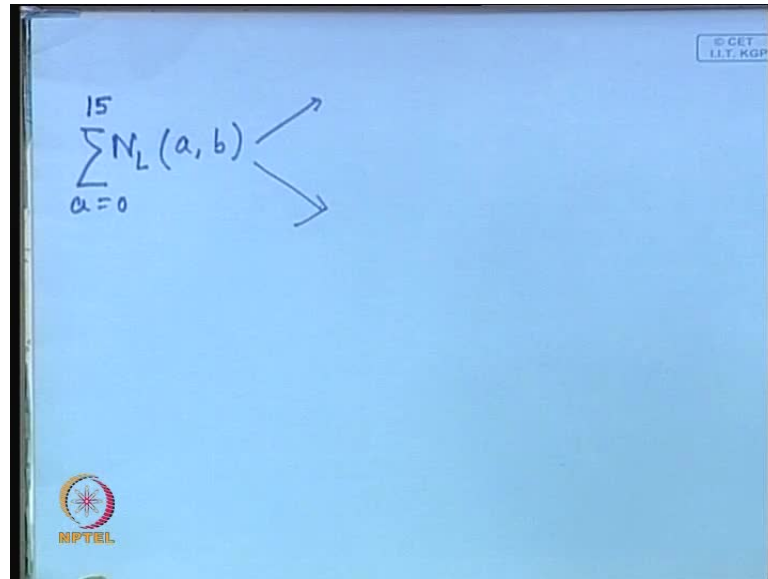 © CET
I.I.T. KGP
15
∑ N_L (a, b)
a = 0
NPTEL